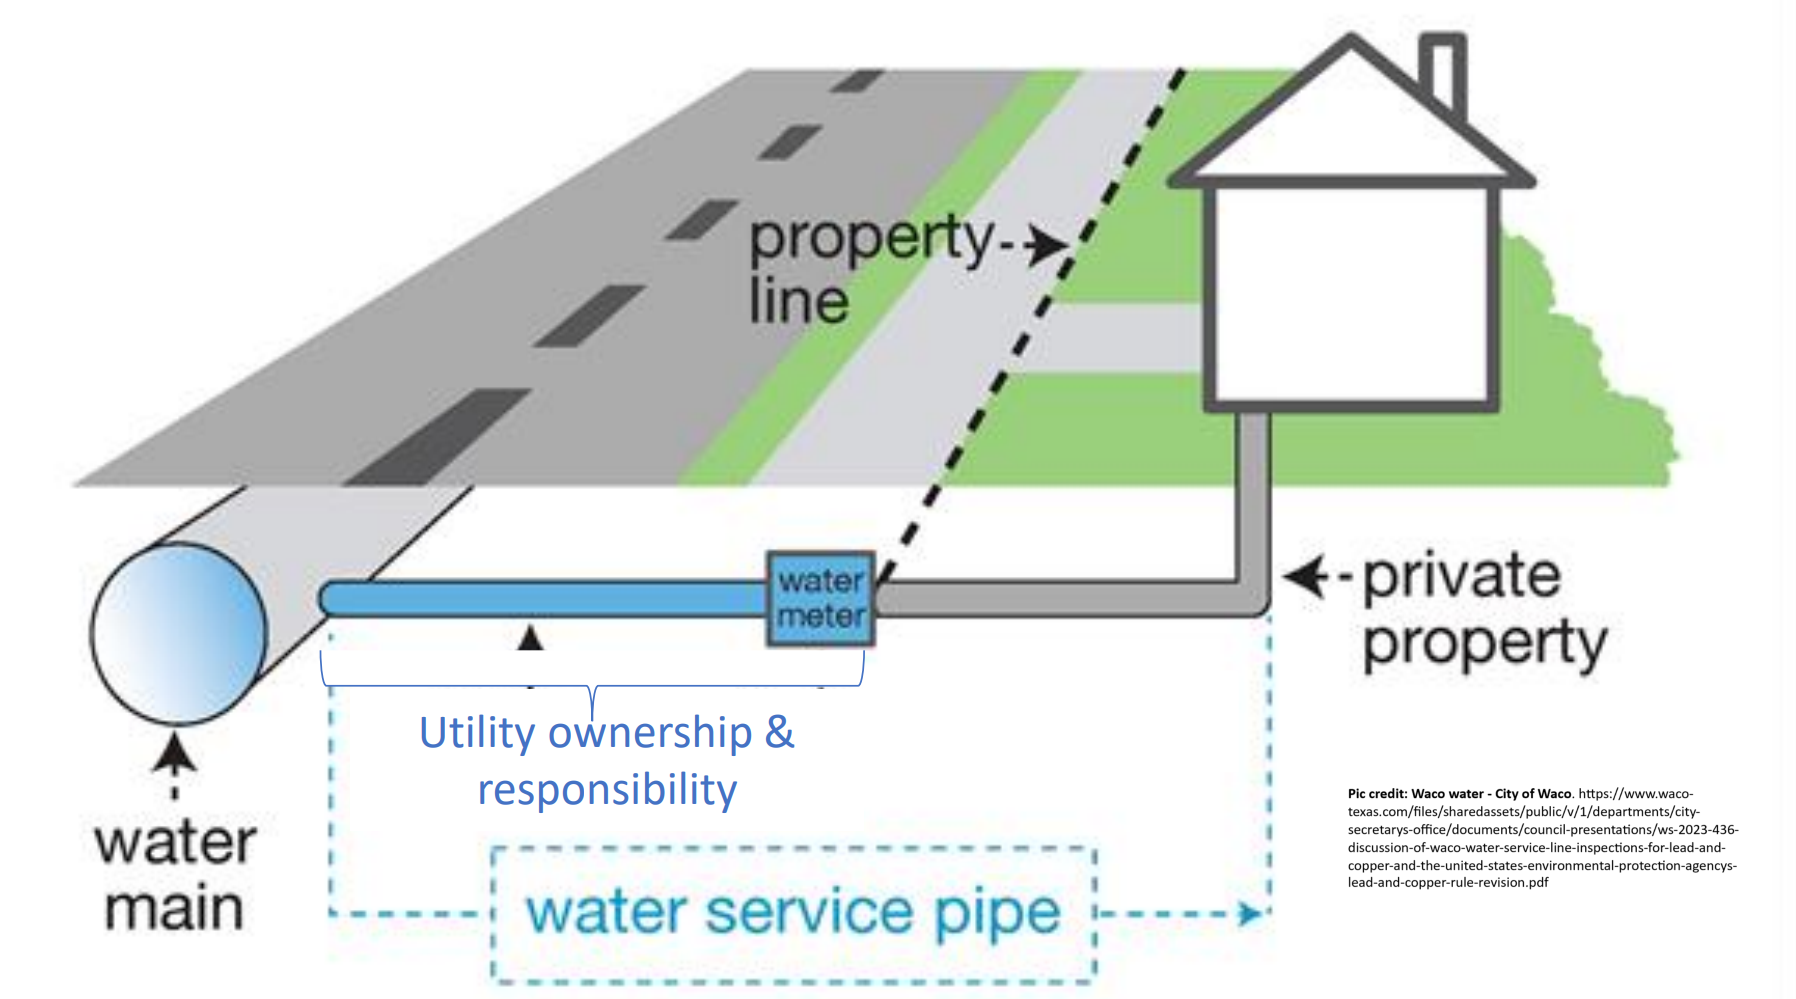 property
line
water
meter
private
property
Utility ownership &
responsibility
water
main
water service pipe
Pic credit: Waco water - City of Waco. https://www.waco-
texas.com/files/sharedassets/public/v/1/departments/city-
secretarys-office/documents/council-presentations/ws-2023-436-
discussion-of-waco-water-service-line-inspections-for-lead-and-
copper-and-the-united-states-environmental-protection-agencys-
lead-and-copper-rule-revision.pdf